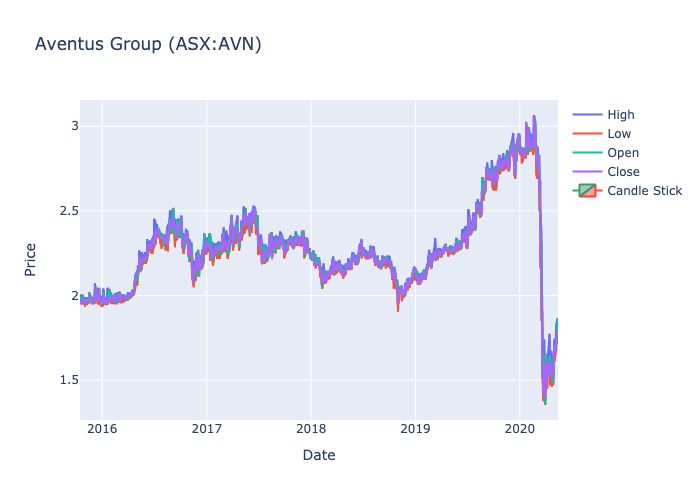 Aventus Group (ASX:AVN)
High
Low
Open
Close
Candle Stick
3
2.5
2
1.5
Price
2016 2017 2018 2019 2020
Date